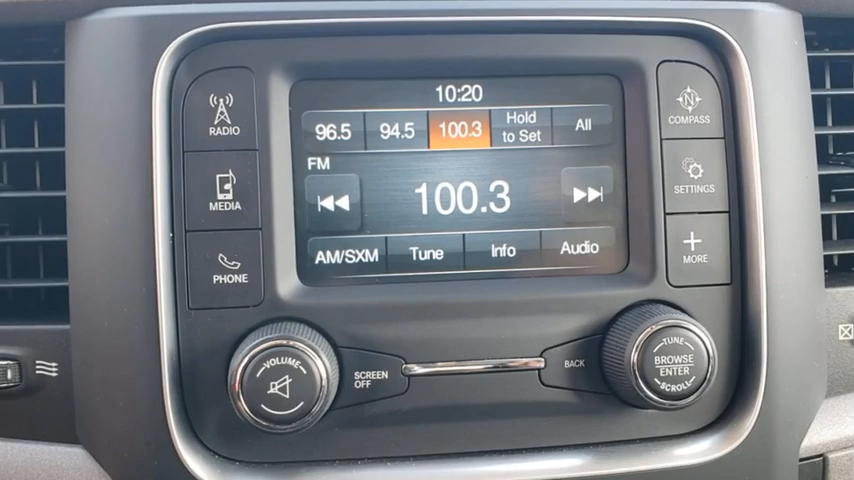 10:20
96.5 94.5 100.3 Hold to Set All
FM
100.3
AM/SXM Tune Info Audio
RADIO
MEDIA
PHONE
N
COMPASS
SETTINGS
MORE
VOLUME
SCREEN
OFF
BACK
TUNE
BROWSE
ENTER
SCROLL